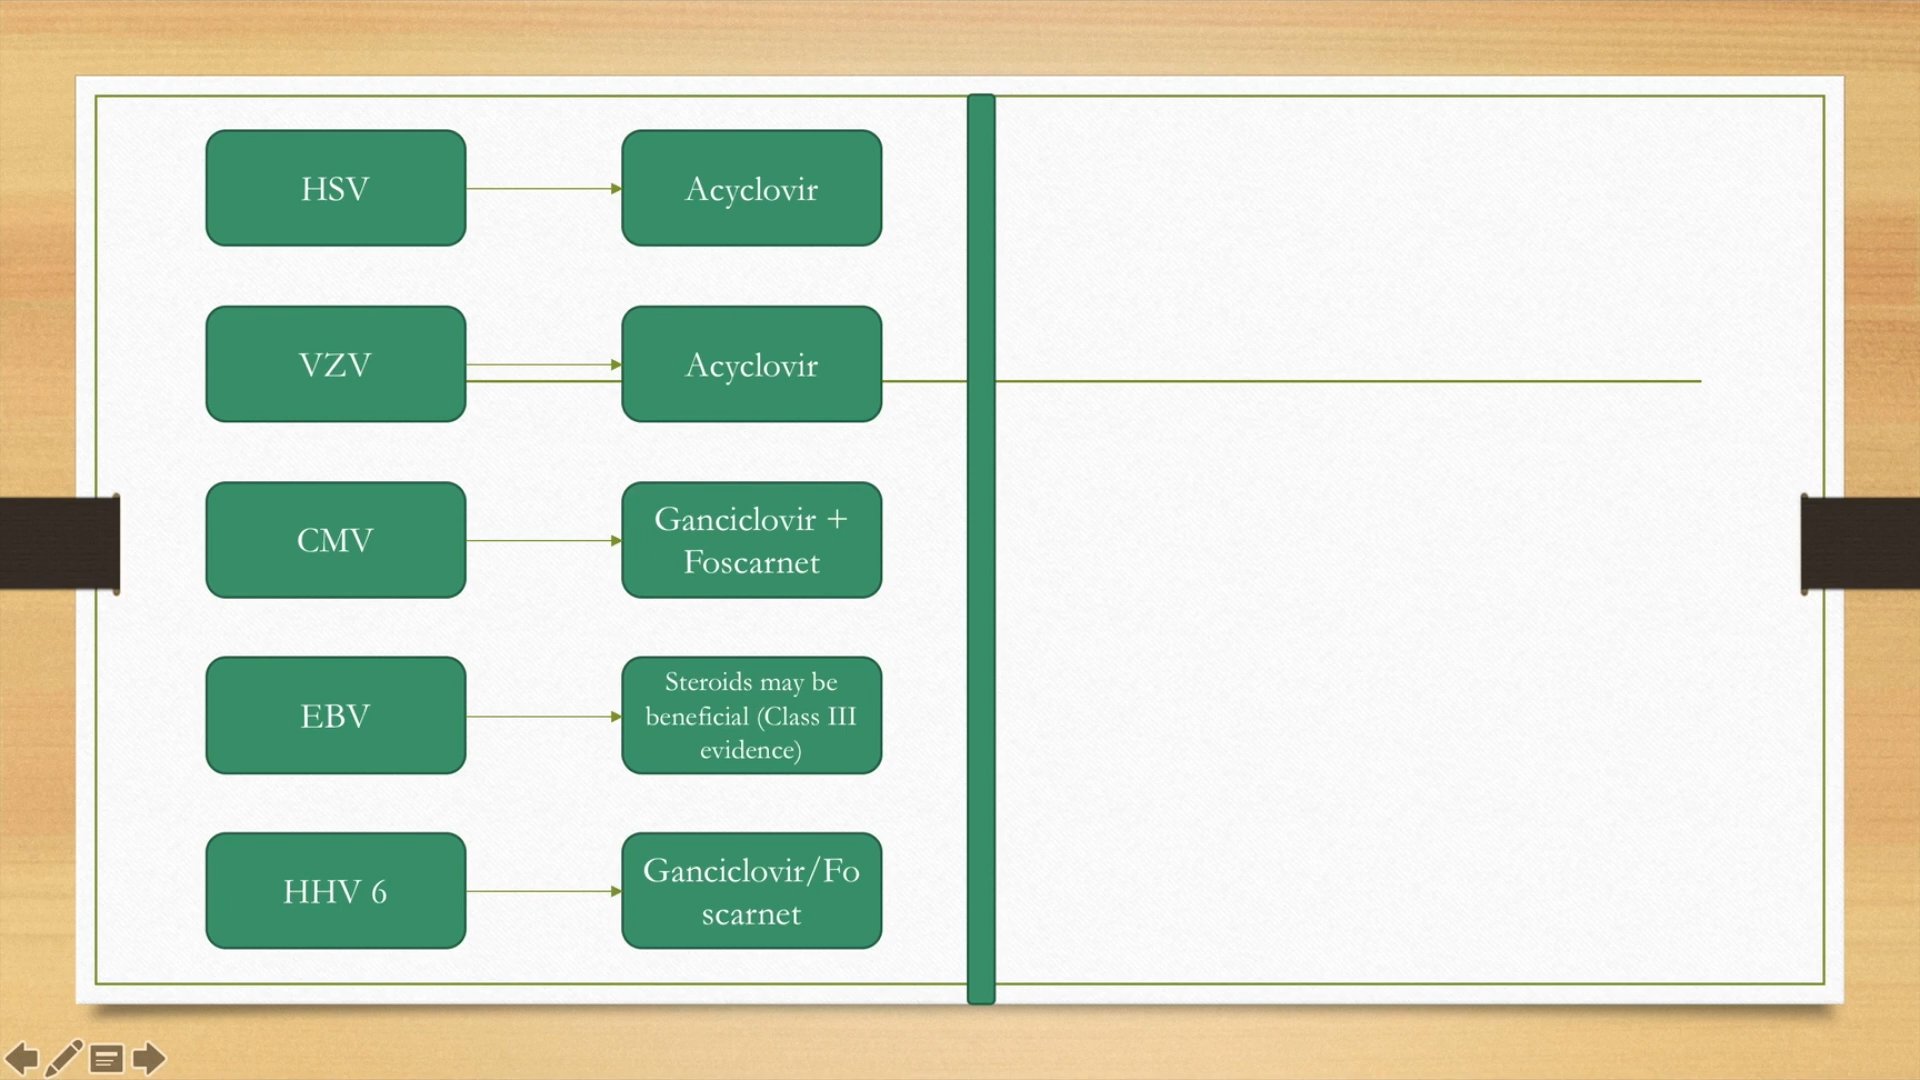 HSV
Acyclovir
VZV
Acyclovir
CMV
Ganciclovir +
Foscarnet
EBV
Steroids may be
beneficial (Class III
evidence)
HHV 6
Ganciclovir/Fo
scarnet